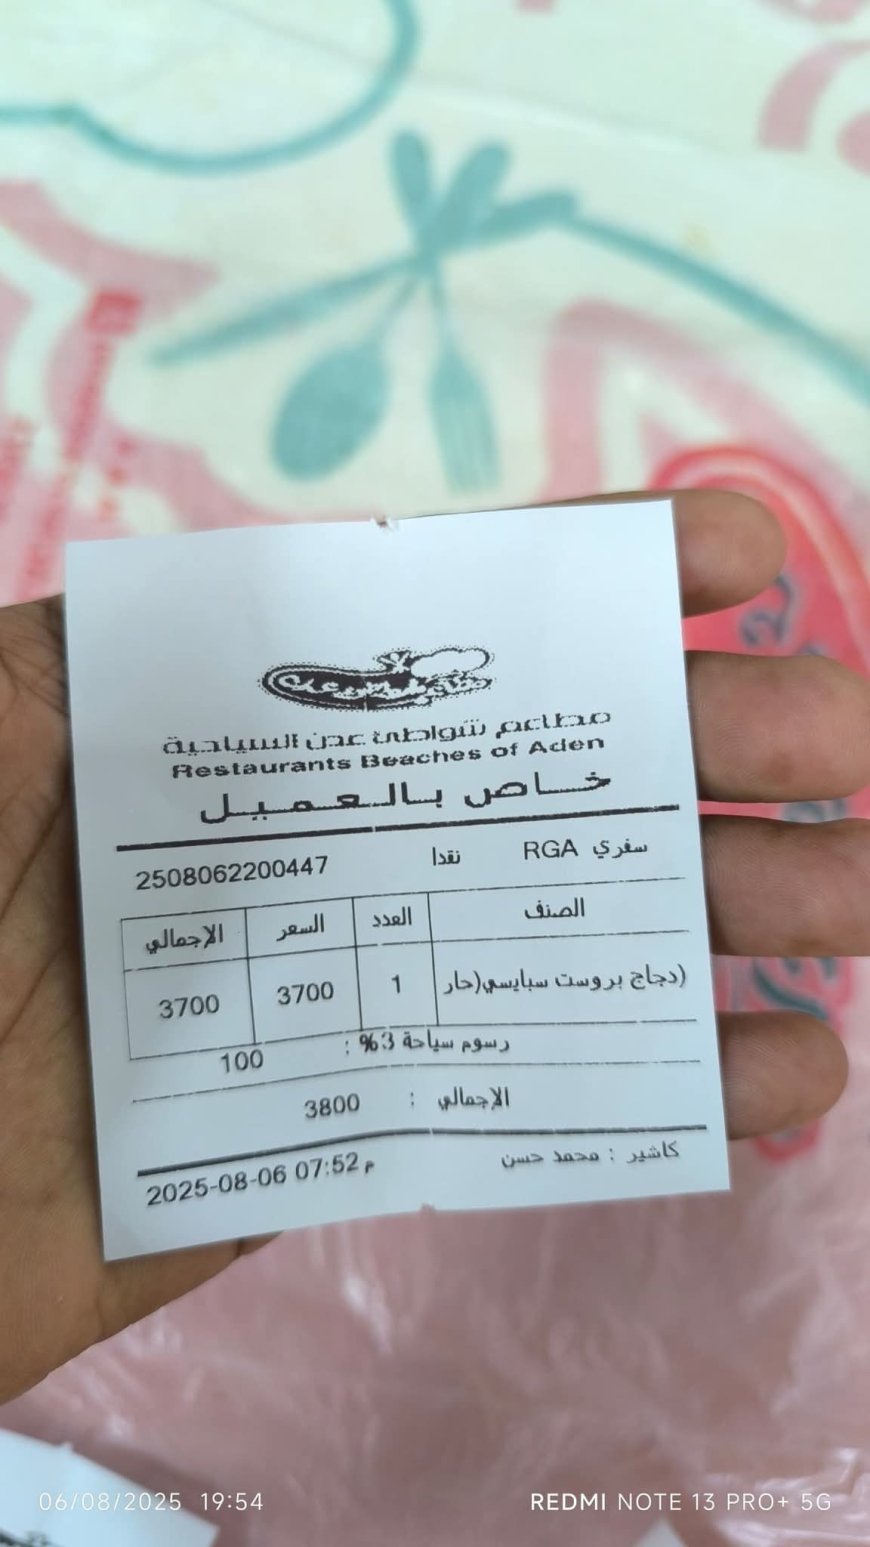 مطاعم شواطئ عدن السياحية
Restaurants Beaches of Aden
خاص بالعميل
سفري RGA نقدا 2508062200447
الصنف العدد السعر الإجمالي
(دجاج بروست سبايسي(حار 1 3700 3700
رسوم سياحة 3% : 100
الإجمالي : 3800
كاشير : محمد حسن
2025-08-06 07:52 م
06/08/2025 19:54
REDMI NOTE 13 PRO+ 5G